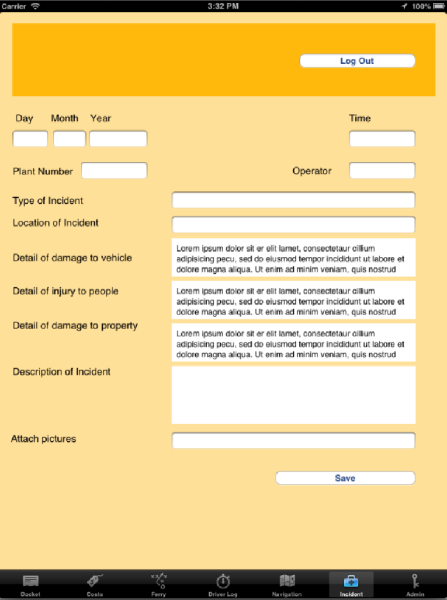 Carrier 3:32 PM 100%
Log Out
Day Month Year Time
Plant Number Operator
Type of Incident
Location of Incident
Detail of damage to vehicle
Lorem ipsum dolor sit er elit lamet, consectetaur cillium
adipisicing pecu, sed do eiusmod tempor incididunt ut labore et
dolore magna aliqua. Ut enim ad minim veniam, quis nostrud
Detail of injury to people
Lorem ipsum dolor sit er elit lamet, consectetaur cillium
adipisicing pecu, sed do eiusmod tempor incididunt ut labore et
dolore magna aliqua. Ut enim ad minim veniam, quis nostrud
Detail of damage to property
Lorem ipsum dolor sit er elit lamet, consectetaur cillium
adipisicing pecu, sed do eiusmod tempor incididunt ut labore et
dolore magna aliqua. Ut enim ad minim veniam, quis nostrud
Description of Incident
Attach pictures
Save
Docket Ferry Driver Log Navigation Incident Admin